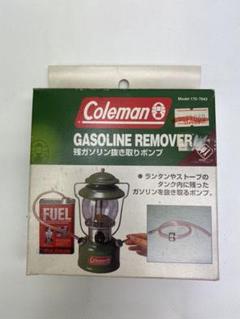 Model 170-7043
Coleman
GASOLINE REMOVER
残ガソリン抜き取りポンプ
● ランタンやストーブの
タンク内に残った
ガソリンを抜き取るポンプ。
FUEL